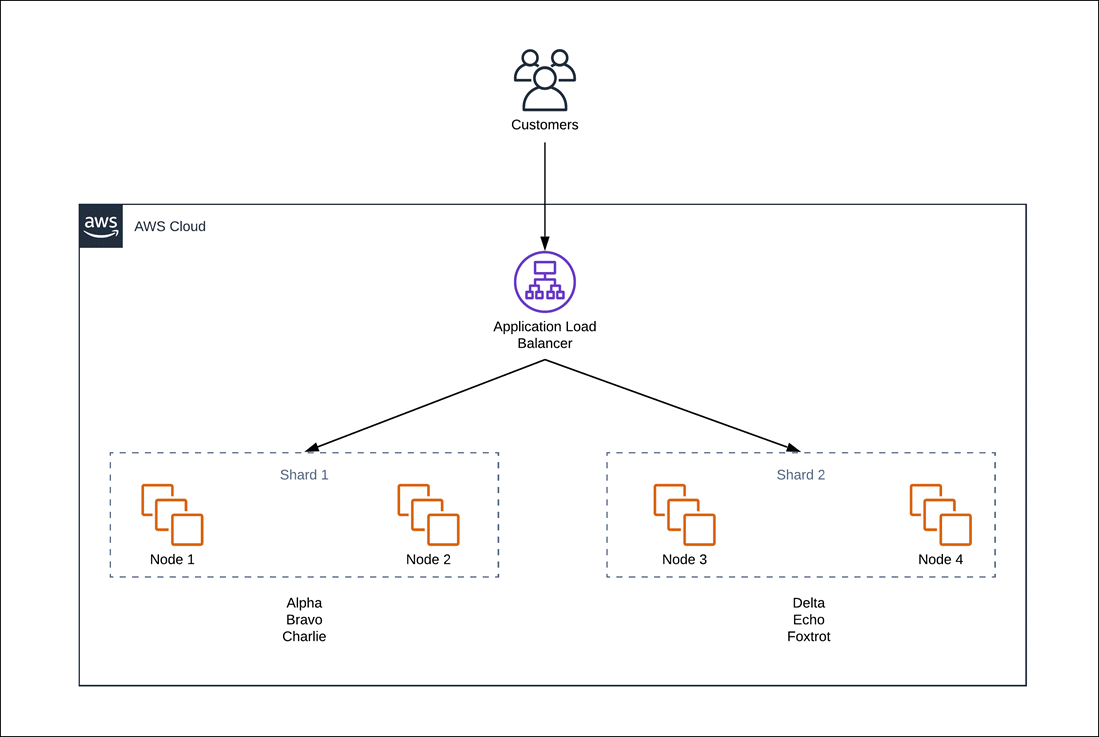 Customers
aws
AWS Cloud
Application Load
Balancer
Shard 1
Shard 2
Node 1
Node 2
Node 3
Node 4
Alpha
Bravo
Charlie
Delta
Echo
Foxtrot